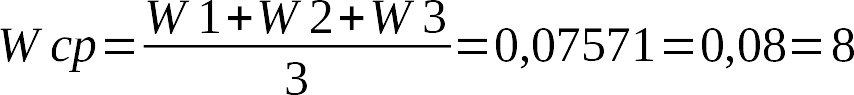 W cp = (W 1 + W 2 + W 3) / 3 = 0,07571 = 0,08 = 8